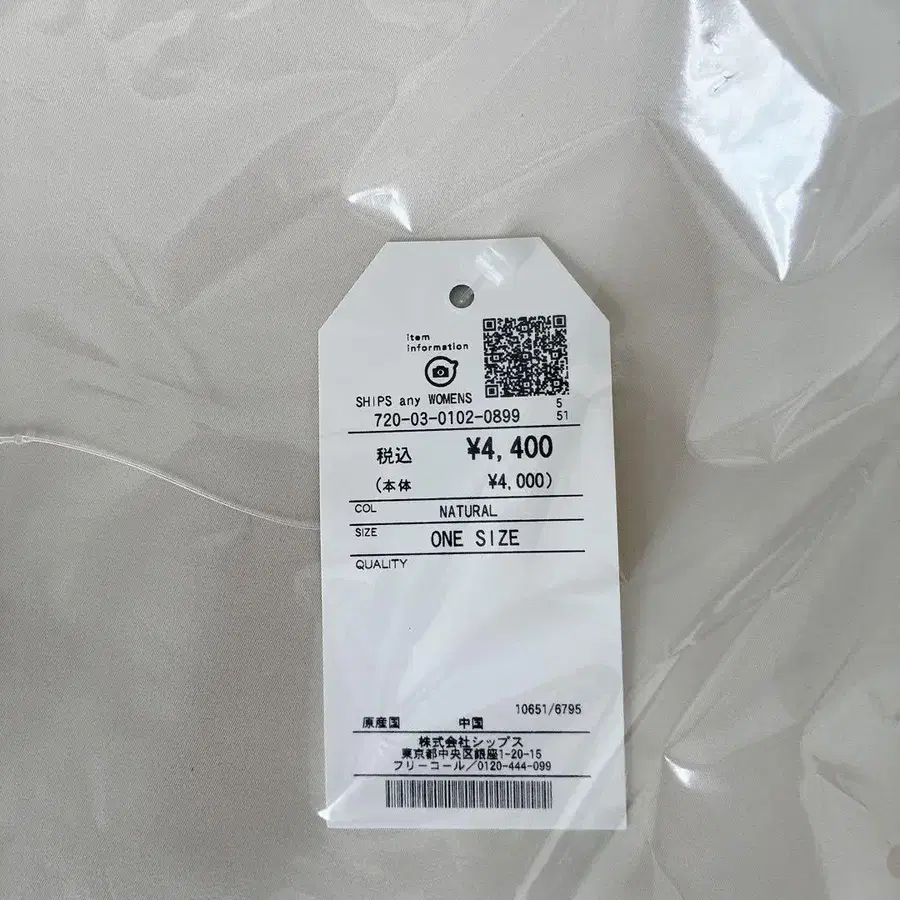 item
information
SHIPS any WOMENS 5
720-03-0102-0899 51
税込 ¥4,400
(本体 ¥4,000)
COL NATURAL
SIZE ONE SIZE
QUALITY
10651/6795
原産国 中国
株式会社シップス
東京都中央区銀座1-20-15
フリーコール/0120-444-099